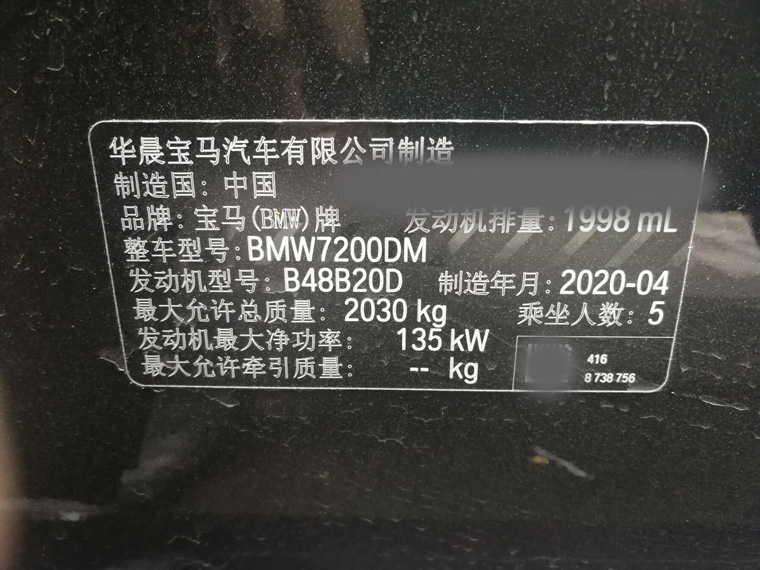 华晨宝马汽车有限公司制造
制造国：中国
品牌：宝马(BMW)牌 发动机排量：1998 mL
整车型号：BMW7200DM
发动机型号：B48B20D 制造年月：2020-04
最大允许总质量：2030 kg 乘坐人数：5
发动机最大净功率：135 kW
最大允许牵引质量：-- kg
416
8 738 756